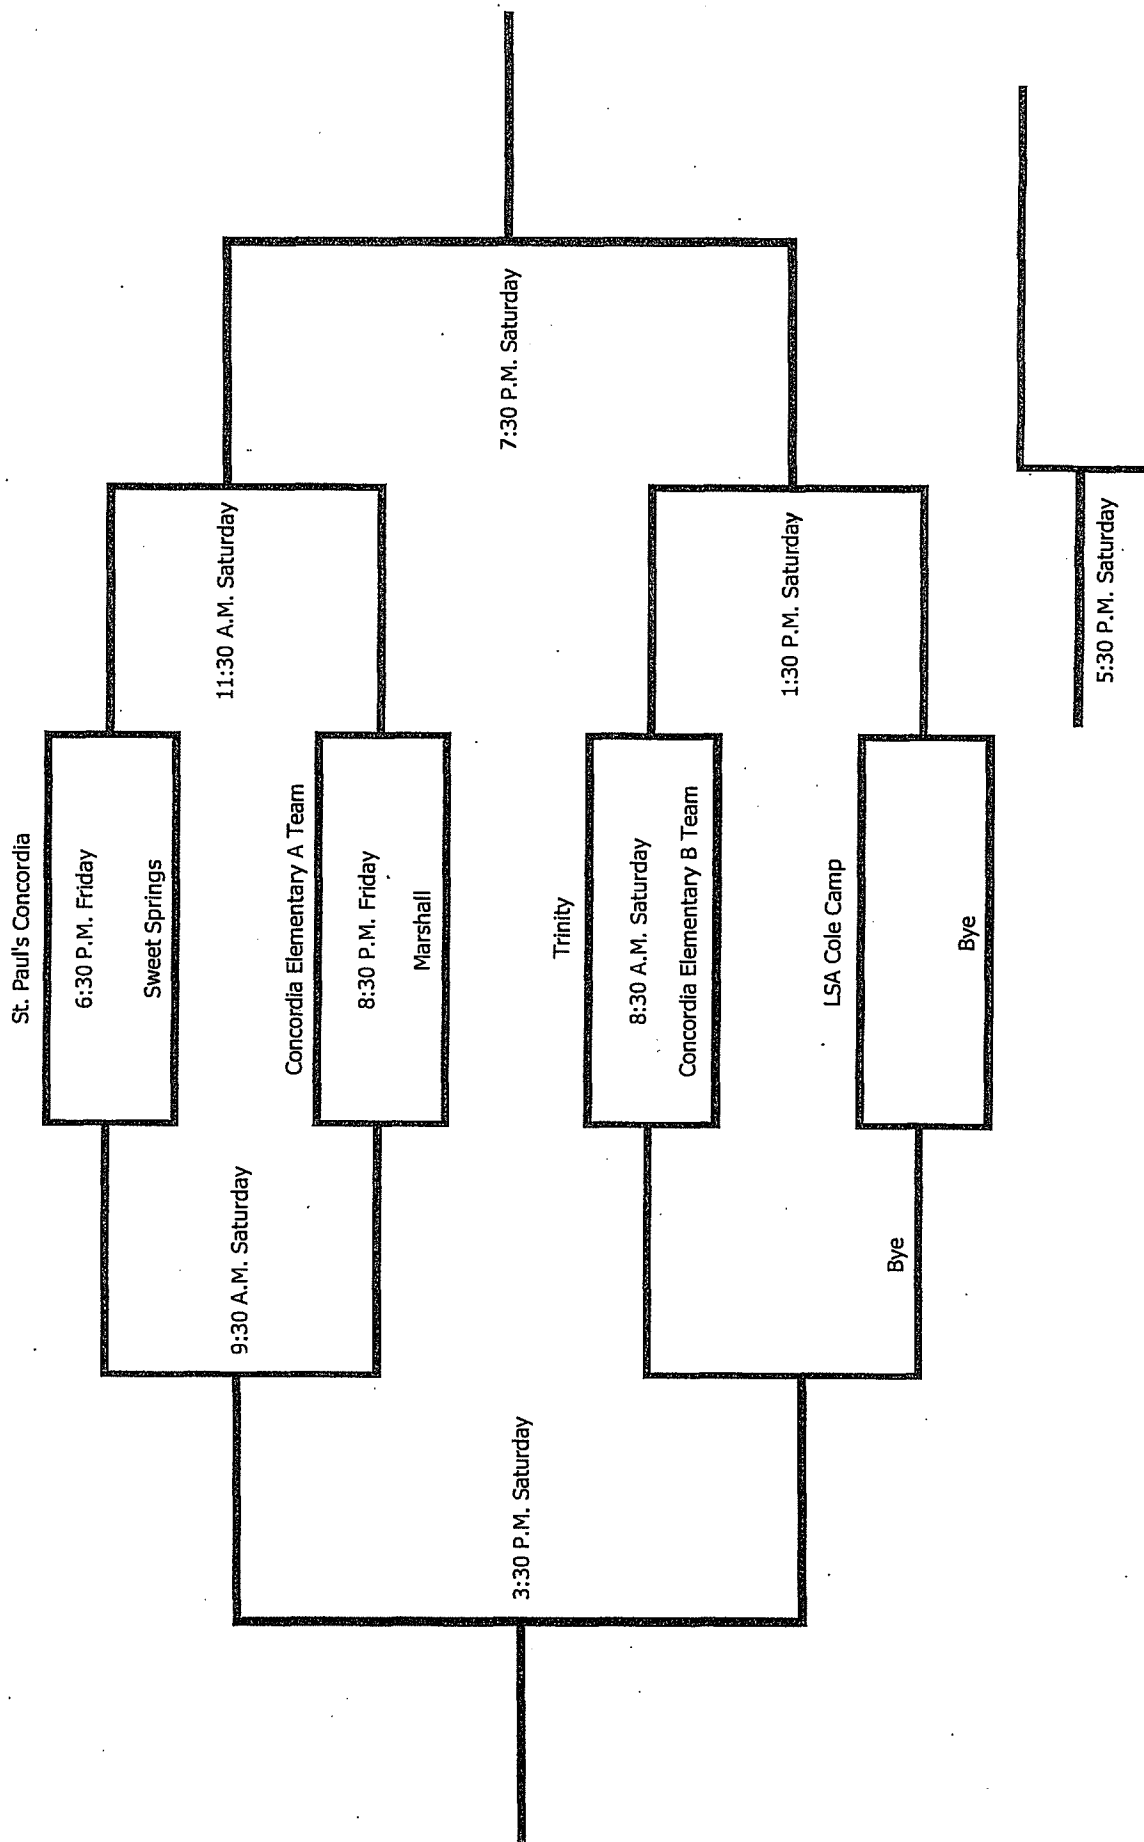 St. Paul's Concordia
6:30 P.M. Friday
Sweet Springs
Concordia Elementary A Team
8:30 P.M. Friday
Marshall
Trinity
8:30 A.M. Saturday
Concordia Elementary B Team
LSA Cole Camp
Bye
9:30 A.M. Saturday
Bye
3:30 P.M. Saturday
11:30 A.M. Saturday
1:30 P.M. Saturday
7:30 P.M. Saturday
5:30 P.M. Saturday